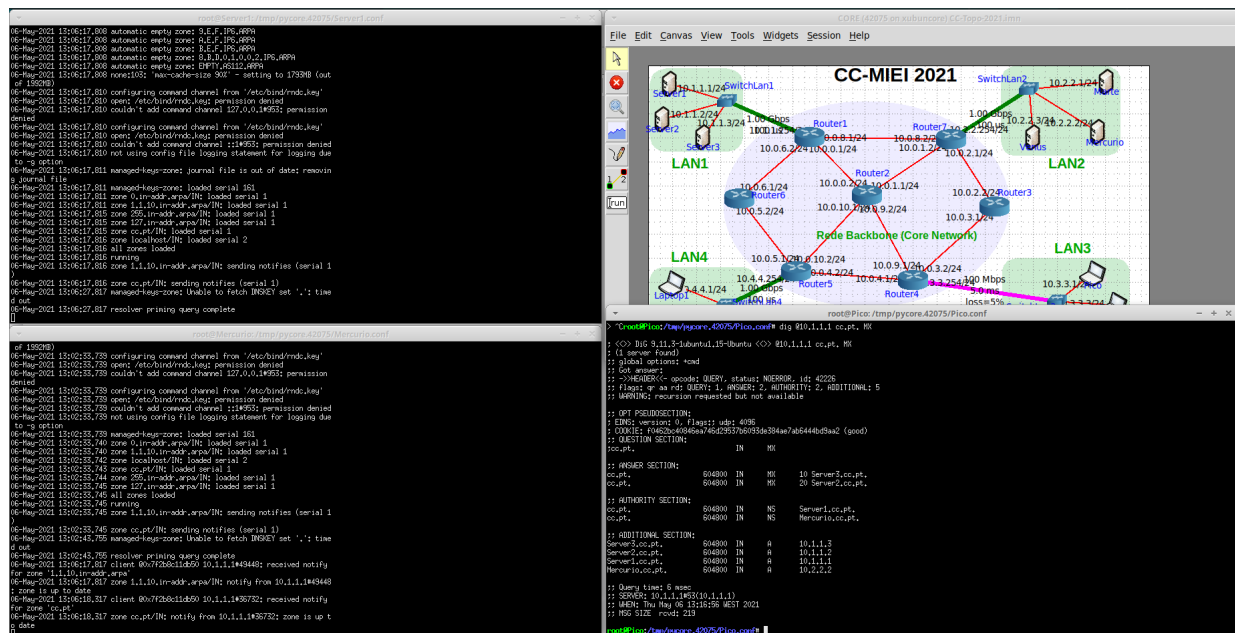 root@Server1: /tmp/pycore.42075/Server1.conf
06-May-2021 13:06:17.808 automatic empty zone: 9.E.F.IP6.ARPA
06-May-2021 13:06:17.808 automatic empty zone: A.E.F.IP6.ARPA
06-May-2021 13:06:17.808 automatic empty zone: B.E.F.IP6.ARPA
06-May-2021 13:06:17.808 automatic empty zone: 8.B.D.0.1.0.0.2.IP6.ARPA
06-May-2021 13:06:17.808 automatic empty zone: EMPTY.AS112.ARPA
06-May-2021 13:06:17.808 none:103: 'max-cache-size 90%' - setting to 1793MB (out
of 1992MB)
06-May-2021 13:06:17.810 configuring command channel from '/etc/bind/rndc.key'
06-May-2021 13:06:17.810 open: /etc/bind/rndc.key: permission denied
06-May-2021 13:06:17.810 couldn't add command channel 127.0.0.1#953: permission
denied
06-May-2021 13:06:17.810 configuring command channel from '/etc/bind/rndc.key'
06-May-2021 13:06:17.810 open: /etc/bind/rndc.key: permission denied
06-May-2021 13:06:17.810 couldn't add command channel ::1#953: permission denied
06-May-2021 13:06:17.810 not using config file logging statement for logging due
to -g option
06-May-2021 13:06:17.811 managed-keys-zone: journal file is out of date: removin
g journal file
06-May-2021 13:06:17.811 managed-keys-zone: loaded serial 161
06-May-2021 13:06:17.811 zone 0.in-addr.arpa/IN: loaded serial 1
06-May-2021 13:06:17.811 zone 1.1.10.in-addr.arpa/IN: loaded serial 1
06-May-2021 13:06:17.815 zone 255.in-addr.arpa/IN: loaded serial 1
06-May-2021 13:06:17.815 zone 127.in-addr.arpa/IN: loaded serial 1
06-May-2021 13:06:17.815 zone cc.pt/IN: loaded serial 1
06-May-2021 13:06:17.816 zone localhost/IN: loaded serial 2
06-May-2021 13:06:17.816 all zones loaded
06-May-2021 13:06:17.816 running
06-May-2021 13:06:17.816 zone 1.1.10.in-addr.arpa/IN: sending notifies (serial 1
)
06-May-2021 13:06:17.816 zone cc.pt/IN: sending notifies (serial 1)
06-May-2021 13:06:27.817 managed-keys-zone: Unable to fetch DNSKEY set '.': time
d out
06-May-2021 13:06:27.817 resolver priming query complete
root@Mercurio: /tmp/pycore.42075/Mercurio.conf
of 1992MB)
06-May-2021 13:02:33.739 configuring command channel from '/etc/bind/rndc.key'
06-May-2021 13:02:33.739 open: /etc/bind/rndc.key: permission denied
06-May-2021 13:02:33.739 couldn't add command channel 127.0.0.1#953: permission
denied
06-May-2021 13:02:33.739 configuring command channel from '/etc/bind/rndc.key'
06-May-2021 13:02:33.739 open: /etc/bind/rndc.key: permission denied
06-May-2021 13:02:33.739 couldn't add command channel ::1#953: permission denied
06-May-2021 13:02:33.739 not using config file logging statement for logging due
to -g option
06-May-2021 13:02:33.739 managed-keys-zone: loaded serial 161
06-May-2021 13:02:33.740 zone 0.in-addr.arpa/IN: loaded serial 1
06-May-2021 13:02:33.740 zone 1.1.10.in-addr.arpa/IN: loaded serial 1
06-May-2021 13:02:33.742 zone localhost/IN: loaded serial 2
06-May-2021 13:02:33.743 zone cc.pt/IN: loaded serial 1
06-May-2021 13:02:33.744 zone 255.in-addr.arpa/IN: loaded serial 1
06-May-2021 13:02:33.745 zone 127.in-addr.arpa/IN: loaded serial 1
06-May-2021 13:02:33.745 all zones loaded
06-May-2021 13:02:33.745 running
06-May-2021 13:02:33.745 zone 1.1.10.in-addr.arpa/IN: sending notifies (serial 1
)
06-May-2021 13:02:33.745 zone cc.pt/IN: sending notifies (serial 1)
06-May-2021 13:02:43.755 managed-keys-zone: Unable to fetch DNSKEY set '.': time
d out
06-May-2021 13:02:43.755 resolver priming query complete
06-May-2021 13:06:17.817 client @0x7f2b8c11db50 10.1.1.1#49448: received notify
for zone '1.1.10.in-addr.arpa'
06-May-2021 13:06:17.817 zone 1.1.10.in-addr.arpa/IN: notify from 10.1.1.1#49448
: zone is up to date
06-May-2021 13:06:18.317 client @0x7f2b8c11db50 10.1.1.1#36732: received notify
for zone 'cc.pt'
06-May-2021 13:06:18.317 zone cc.pt/IN: notify from 10.1.1.1#36732: zone is up t
o date
CORE (42075 on xubuncore) CC-Topo-2021.imn
File Edit Canvas View Tools Widgets Session Help
run
CC-MIEI 2021
SwitchLan1
SwitchLan2
10.2.2.1/24
Marte
10.1.1.1/24
Server1
10.1.1.2/24
10.1.1.3/24
Server2
Server3
LAN1
1.00 Gbps
Router1
10.0.8.1/24
10.0.6.2/24
10.0.0.1/24
Router7
10.0.8.2/24
10.2.2.254/24
10.0.1.2/24
10.0.2.1/24
1.00 Gbps
10.2.2.3/24
10.2.2.2/24
Venus
Mercurio
LAN2
Router2
10.0.0.2/24
10.0.1.1/24
10.0.6.1/24
Router6
10.0.5.2/24
10.0.10.1/24
10.0.9.2/24
10.0.2.2/24
Router3
10.0.3.1/24
Rede Backbone (Core Network)
LAN4
LAN3
10.0.5.1/24
10.0.10.2/24
10.0.9.1/24
10.0.3.2/24
10.0.4.2/24
10.0.4.1/24
10.4.4.254/24
Router5
Router4
Laptop1
1.00 Gbps
100 us
SwitchLan4
100 Mbps
5.0 ms
loss=5%
10.3.3.1/24
Pico
root@Pico: /tmp/pycore.42075/Pico.conf
> ^Croot@Pico:/tmp/pycore.42075/Pico.conf# dig @10.1.1.1 cc.pt. MX
; <<>> DiG 9.11.3-1ubuntu1.15-Ubuntu <<>> @10.1.1.1 cc.pt. MX
; (1 server found)
;; global options: +cmd
;; Got answer:
;; ->>HEADER<<- opcode: QUERY, status: NOERROR, id: 42226
;; flags: qr aa rd; QUERY: 1, ANSWER: 2, AUTHORITY: 2, ADDITIONAL: 5
;; WARNING: recursion requested but not available
;; OPT PSEUDOSECTION:
; EDNS: version: 0, flags:; udp: 4096
; COOKIE: f0462bc40846ea746d29537b6093de384ae7ab6444bd9aa2 (good)
;; QUESTION SECTION:
;cc.pt. IN MX
;; ANSWER SECTION:
cc.pt. 604800 IN MX 10 Server3.cc.pt.
cc.pt. 604800 IN MX 20 Server2.cc.pt.
;; AUTHORITY SECTION:
cc.pt. 604800 IN NS Server1.cc.pt.
cc.pt. 604800 IN NS Mercurio.cc.pt.
;; ADDITIONAL SECTION:
Server3.cc.pt. 604800 IN A 10.1.1.3
Server2.cc.pt. 604800 IN A 10.1.1.2
Server1.cc.pt. 604800 IN A 10.1.1.1
Mercurio.cc.pt. 604800 IN A 10.2.2.2
;; Query time: 6 msec
;; SERVER: 10.1.1.1#53(10.1.1.1)
;; WHEN: Thu May 06 13:16:56 WEST 2021
;; MSG SIZE rcvd: 219
root@Pico:/tmp/pycore.42075/Pico.conf#